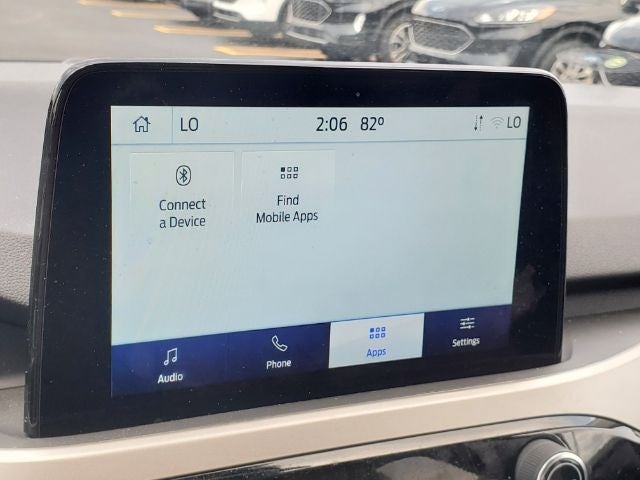 LO 2:06 82° LO
Connect
a Device
Find
Mobile Apps
Audio Phone Apps Settings